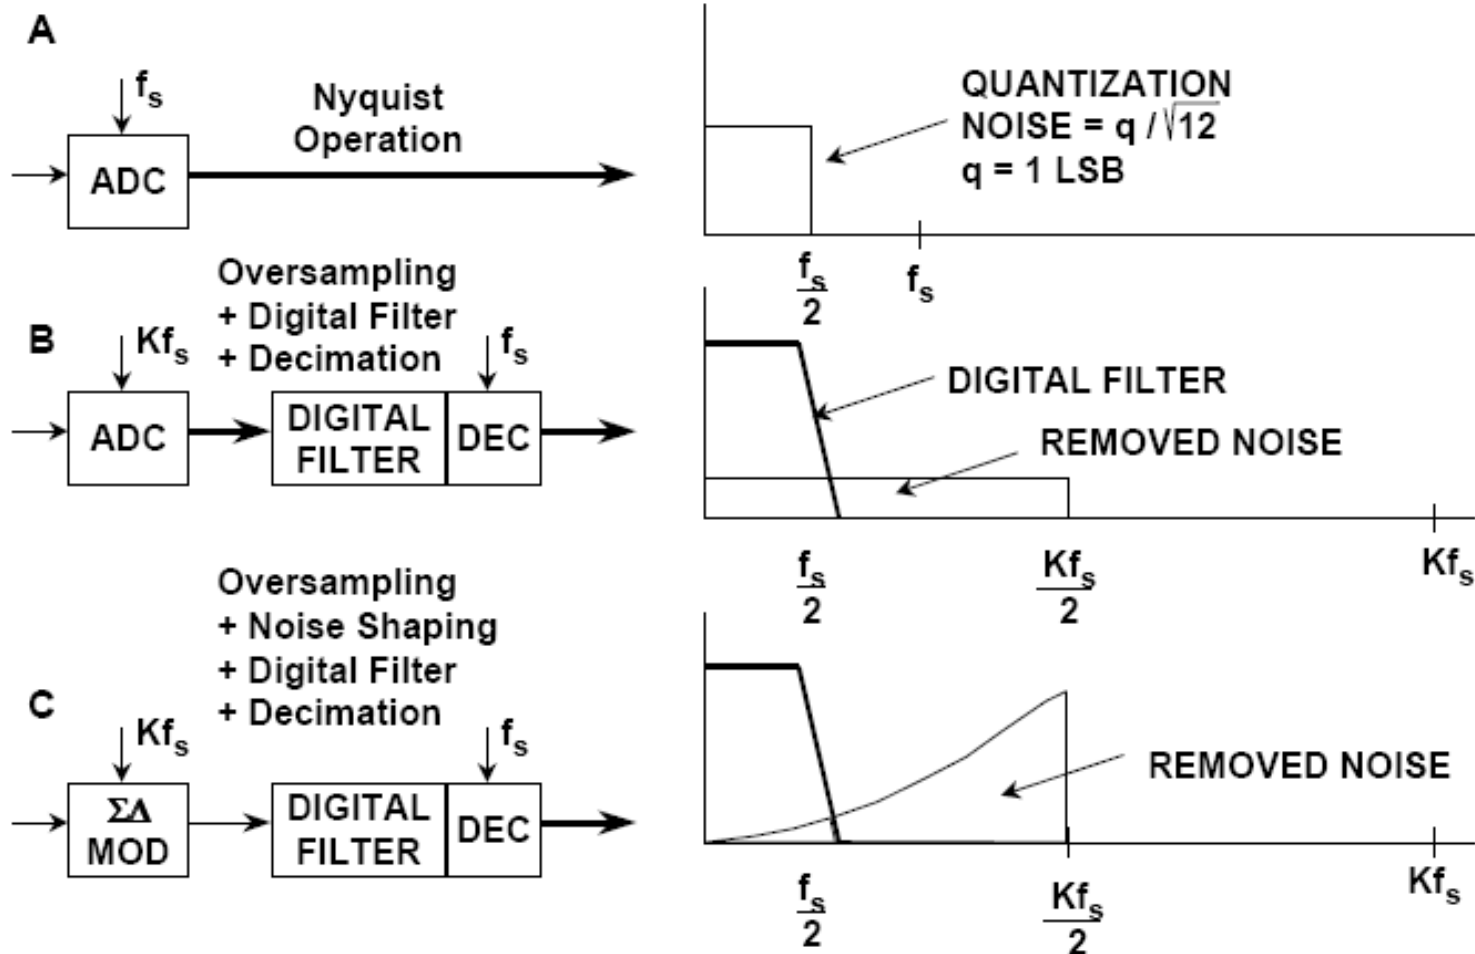 A
fs
ADC
Nyquist
Operation
QUANTIZATION
NOISE = q /√12
q = 1 LSB
fs
2
fs
B
Kfs
ADC
Oversampling
+ Digital Filter
+ Decimation
fs
DIGITAL
FILTER
DEC
DIGITAL FILTER
REMOVED NOISE
fs
2
Kfs
2
Kfs
C
Kfs
ΣΔ
MOD
Oversampling
+ Noise Shaping
+ Digital Filter
+ Decimation
fs
DIGITAL
FILTER
DEC
REMOVED NOISE
fs
2
Kfs
2
Kfs